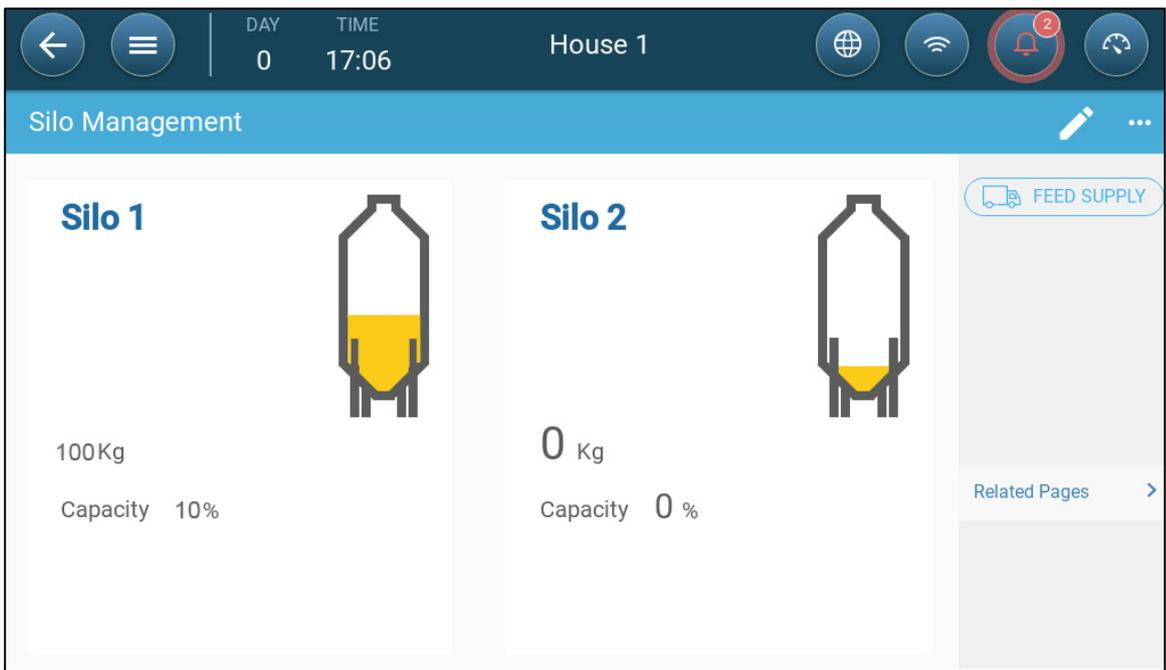 DAY TIME
0 17:06
House 1
2
Silo Management
Silo 1
100Kg
Capacity 10%
Silo 2
0 Kg
Capacity 0 %
FEED SUPPLY
Related Pages